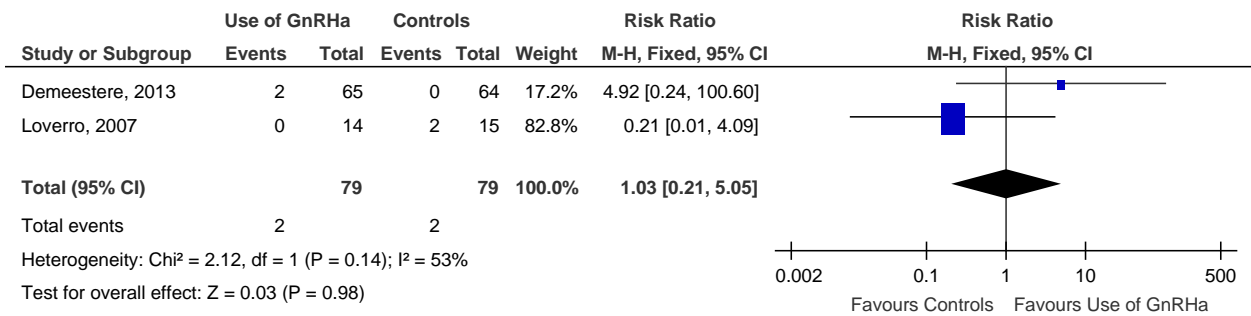 Use of GnRHa Controls Risk Ratio Risk Ratio
Study or Subgroup Events Total Events Total Weight M-H, Fixed, 95% CI M-H, Fixed, 95% CI
Demeestere, 2013 2 65 0 64 17.2% 4.92 [0.24, 100.60]
Loverro, 2007 0 14 2 15 82.8% 0.21 [0.01, 4.09]
Total (95% CI) 79 79 100.0% 1.03 [0.21, 5.05]
Total events 2 2
Heterogeneity: Chi² = 2.12, df = 1 (P = 0.14); I² = 53%
Test for overall effect: Z = 0.03 (P = 0.98)
0.002 0.1 1 10 500
Favours Controls Favours Use of GnRHa